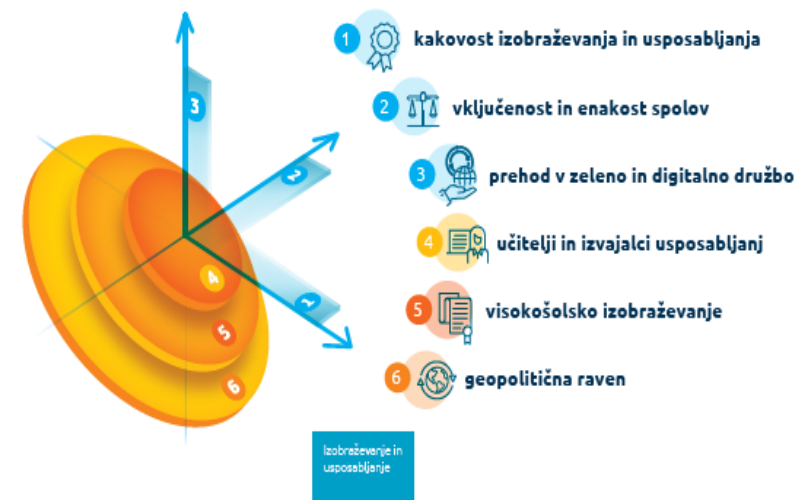 1 kakovost izobraževanja in usposabljanja
2 vključenost in enakost spolov
3 prehod v zeleno in digitalno družbo
4 učitelji in izvajalci usposabljanj
5 visokošolsko izobraževanje
6 geopolitična raven
3
2
1
4
5
6
Izobraževanje in
usposabljanje